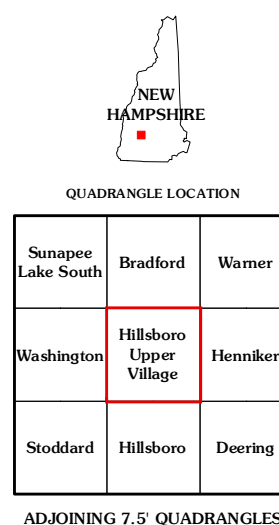 NEW
HAMPSHIRE
QUADRANGLE LOCATION
Sunapee
Lake South
Bradford
Warner
Washington
Hillsboro
Upper
Village
Henniker
Stoddard
Hillsboro
Deering
ADJOINING 7.5' QUADRANGLES